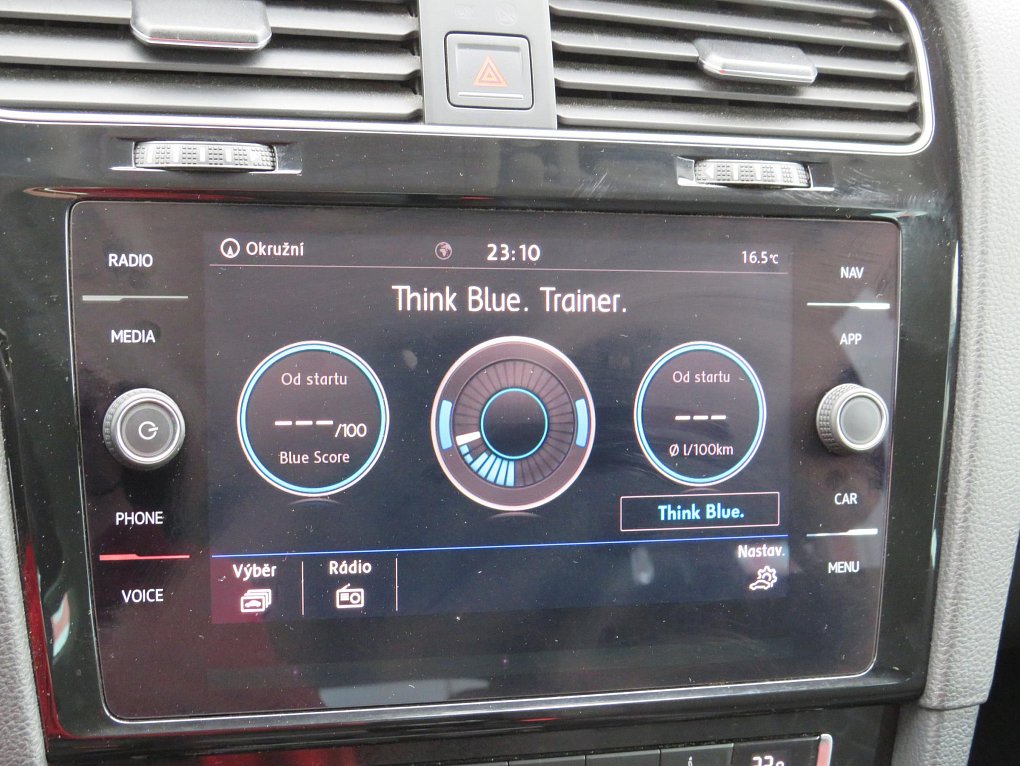 RADIO
MEDIA
PHONE
VOICE
Okružní
23:10
16.5°C
Think Blue. Trainer.
Od startu
---/100
Blue Score
Od startu
---
Ø l/100km
Think Blue.
Výběr
Rádio
Nastav.
NAV
APP
CAR
MENU